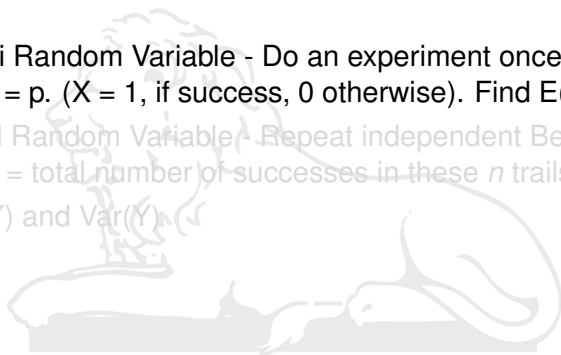 i Random Variable - Do an experiment once
= p. (X = 1, if success, 0 otherwise). Find E(
l Random Variable - Repeat independent Be
= total number of successes in these n trails
) and Var(Y).